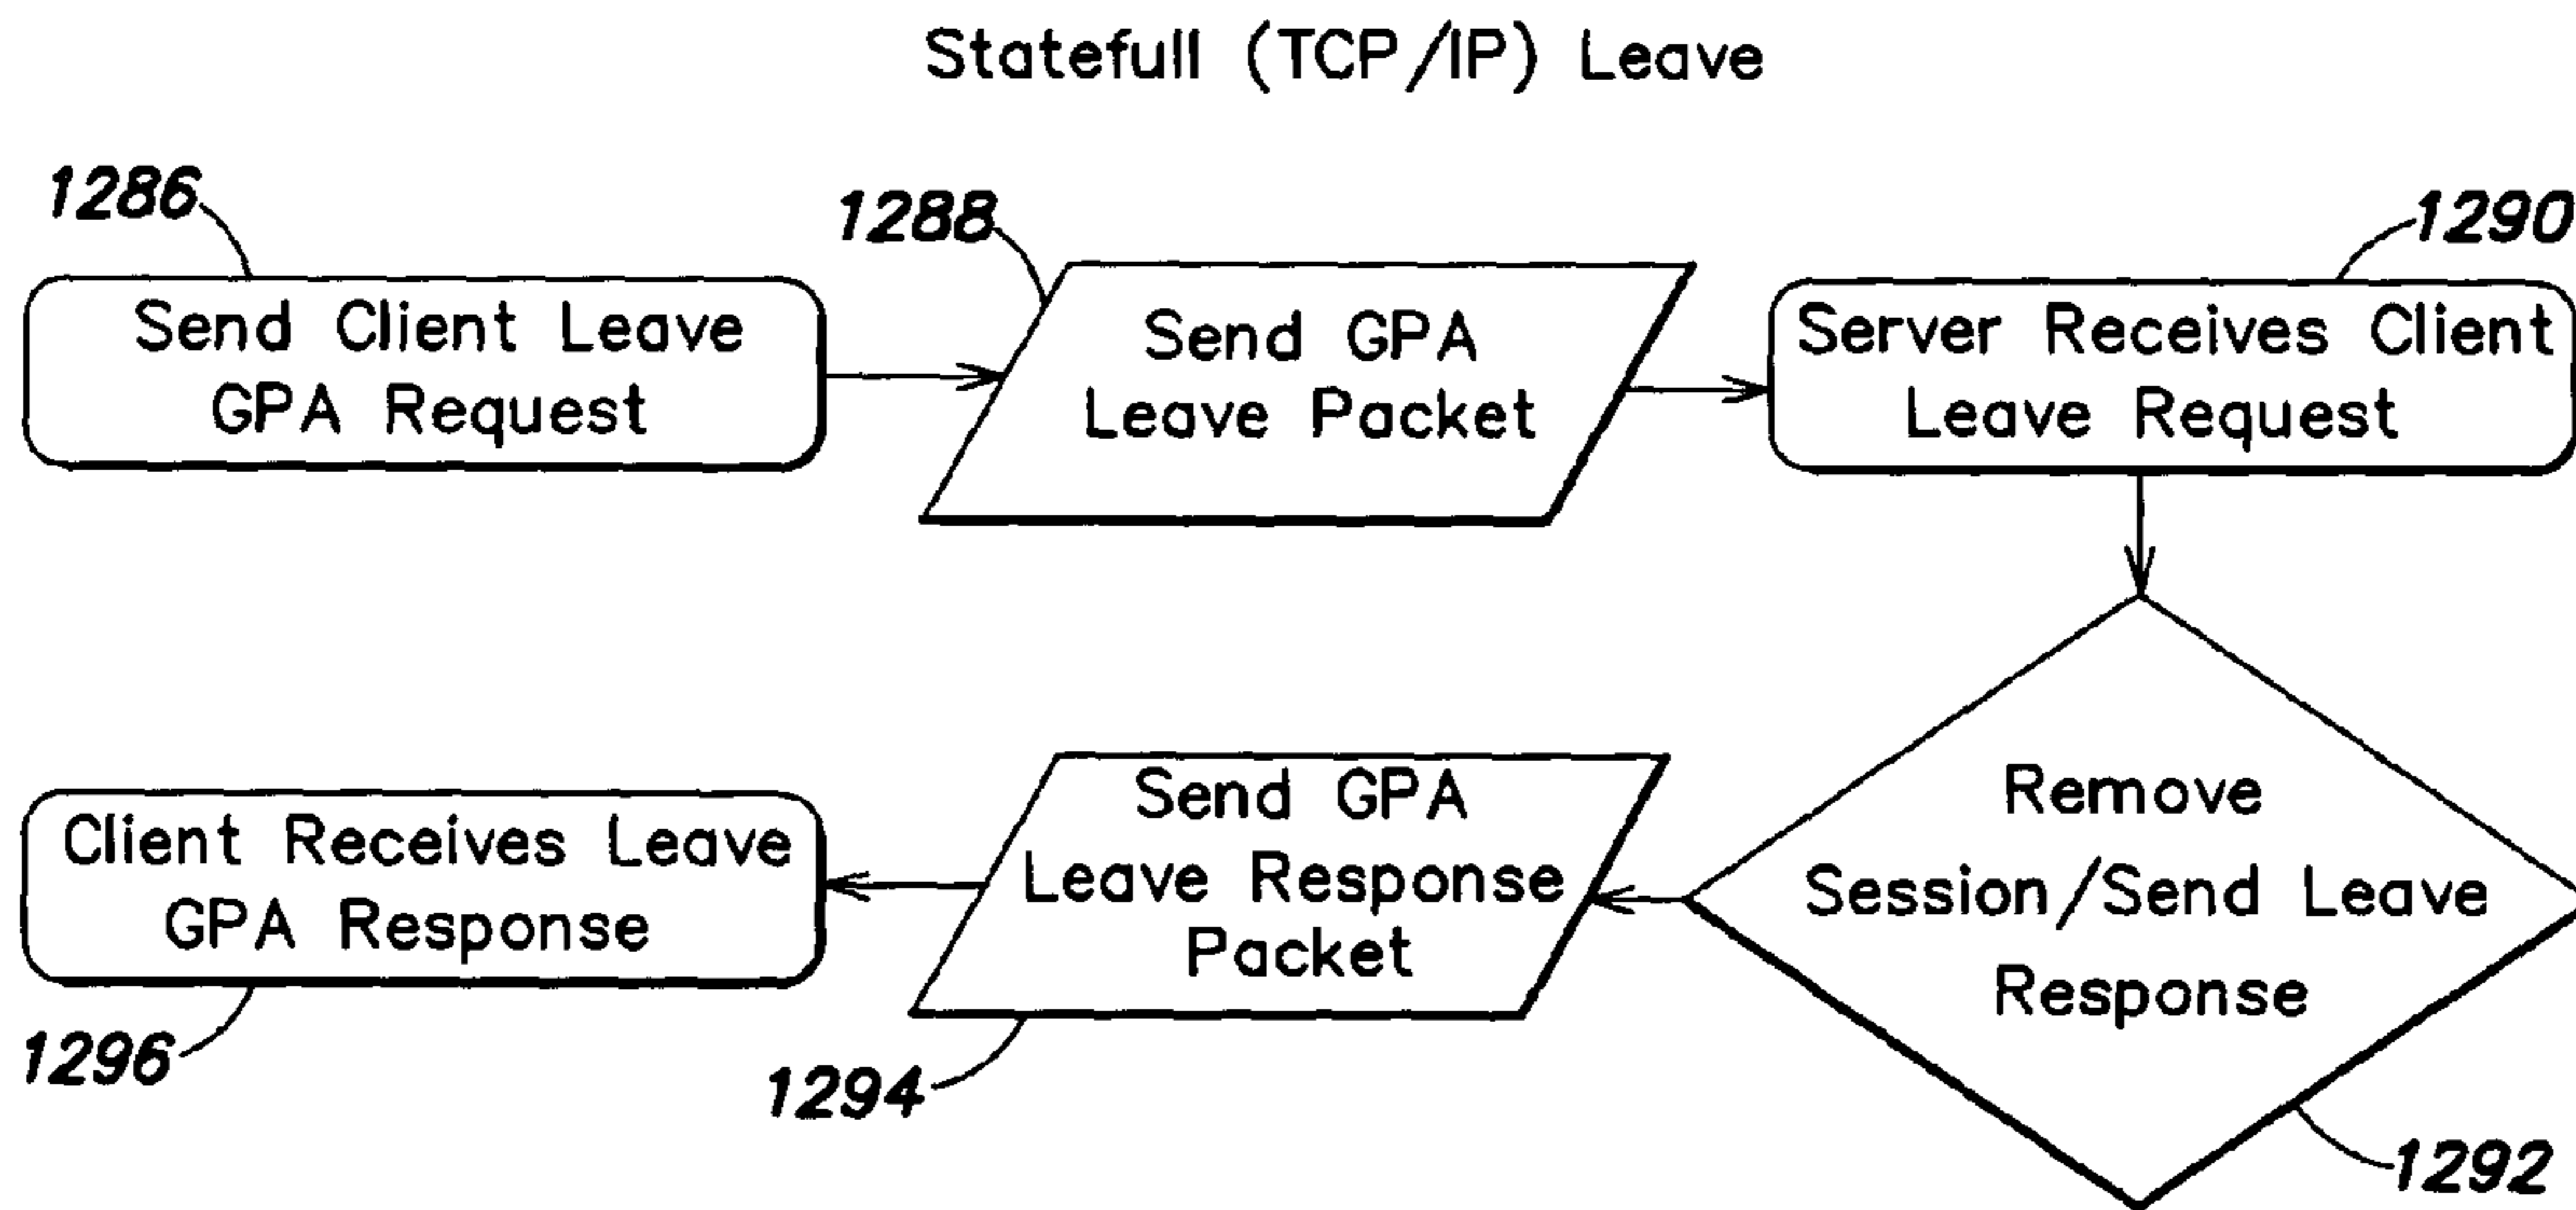 Statefull (TCP/IP) Leave
1286
1288
1290
Send Client Leave
GPA Request
Send GPA
Leave Packet
Server Receives Client
Leave Request
Remove
Session/Send Leave
Response
1292
Send GPA
Leave Response
Packet
1294
Client Receives Leave
GPA Response
1296